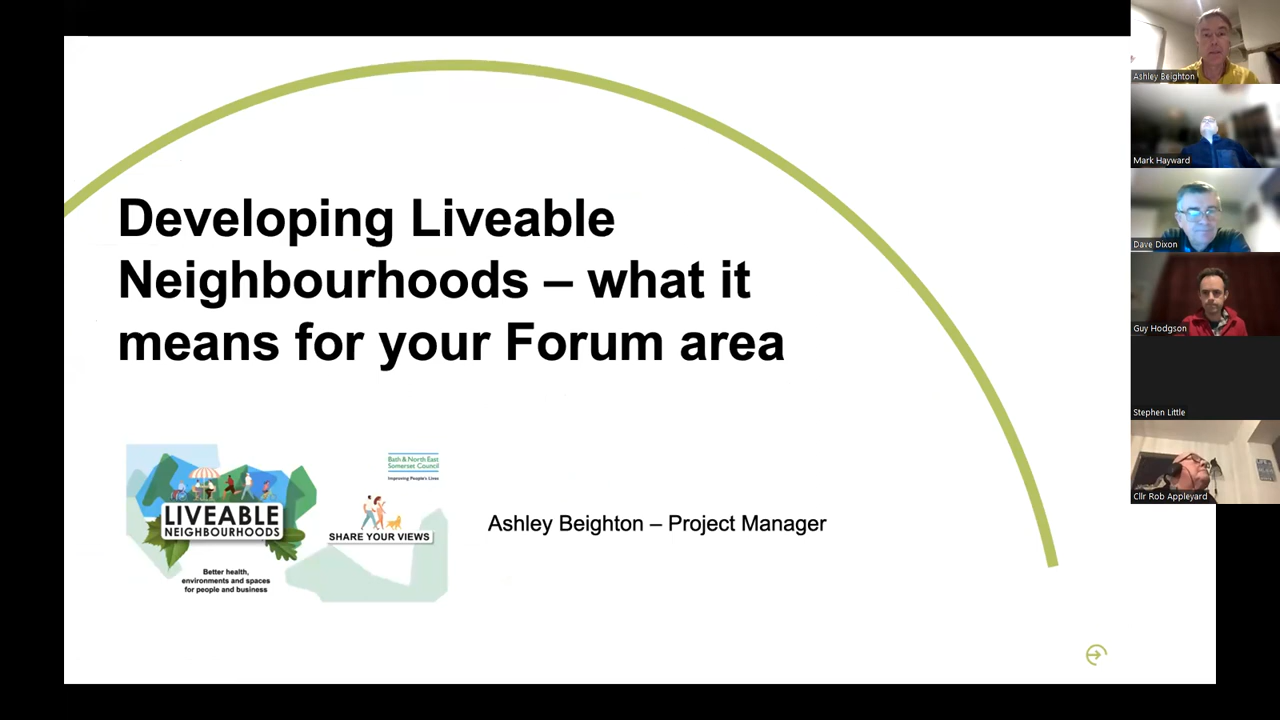 Developing Liveable
Neighbourhoods – what it
means for your Forum area
LIVEABLE
NEIGHBOURHOODS
Better health,
environments and spaces
for people and business
Bath & North East
Somerset Council
Improving People's Lives
SHARE YOUR VIEWS
Ashley Beighton – Project Manager
Ashley Beighton
Mark Hayward
Dave Dixon
Guy Hodgson
Stephen Little
Cllr Rob Appleyard